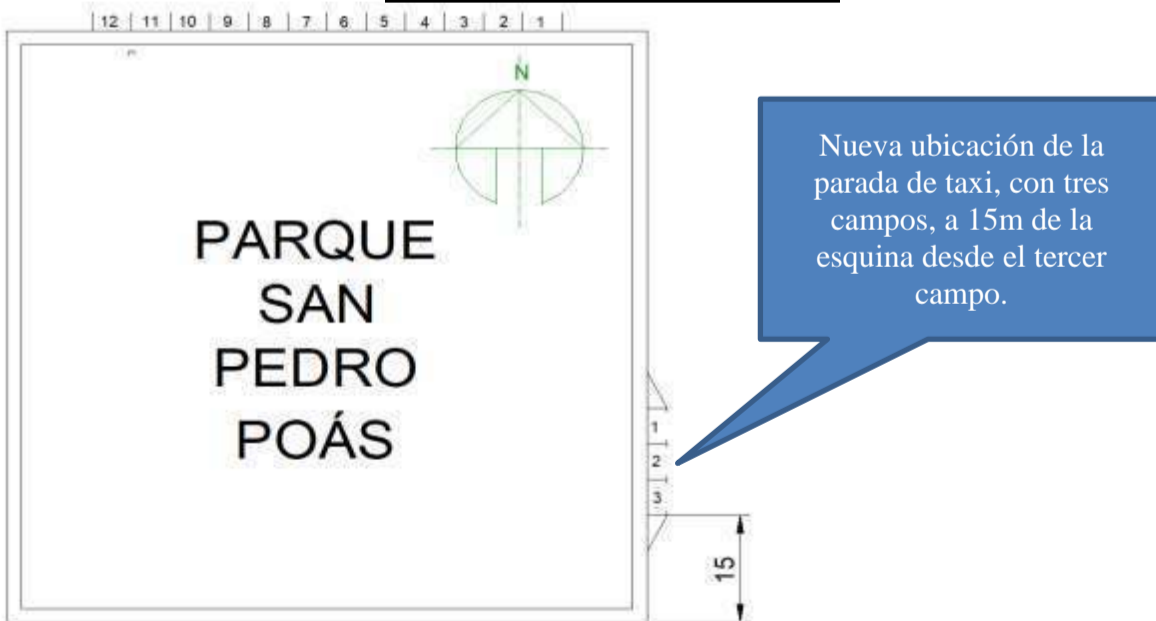 12 11 10 9 8 7 6 5 4 3 2 1
N
PARQUE
SAN
PEDRO
POÁS
Nueva ubicación de la
parada de taxi, con tres
campos, a 15m de la
esquina desde el tercer
campo.
1
2
3
15